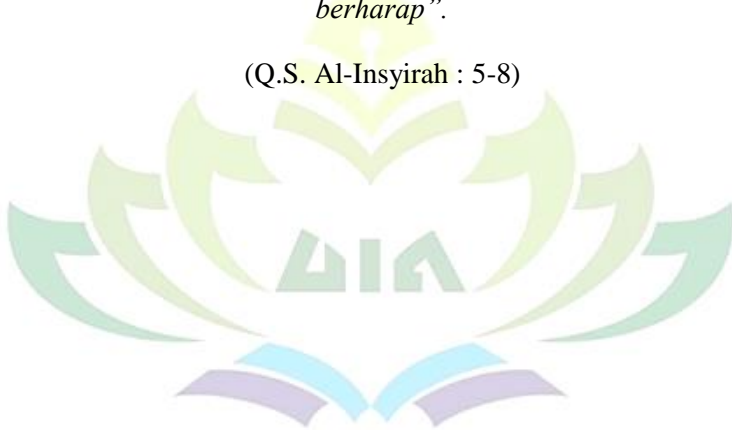 berharap”.
(Q.S. Al-Insyirah : 5-8)
UIN